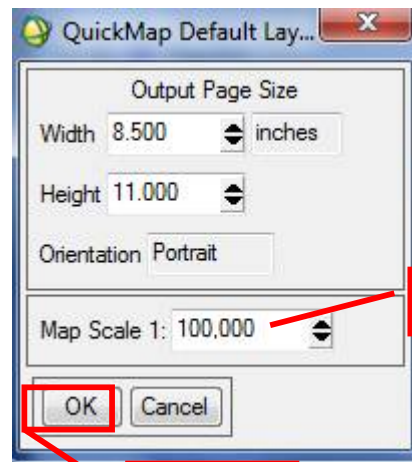 QuickMap Default Lay...
Output Page Size
Width 8.500 inches
Height 11.000
Orientation Portrait
Map Scale 1: 100,000
OK Cancel